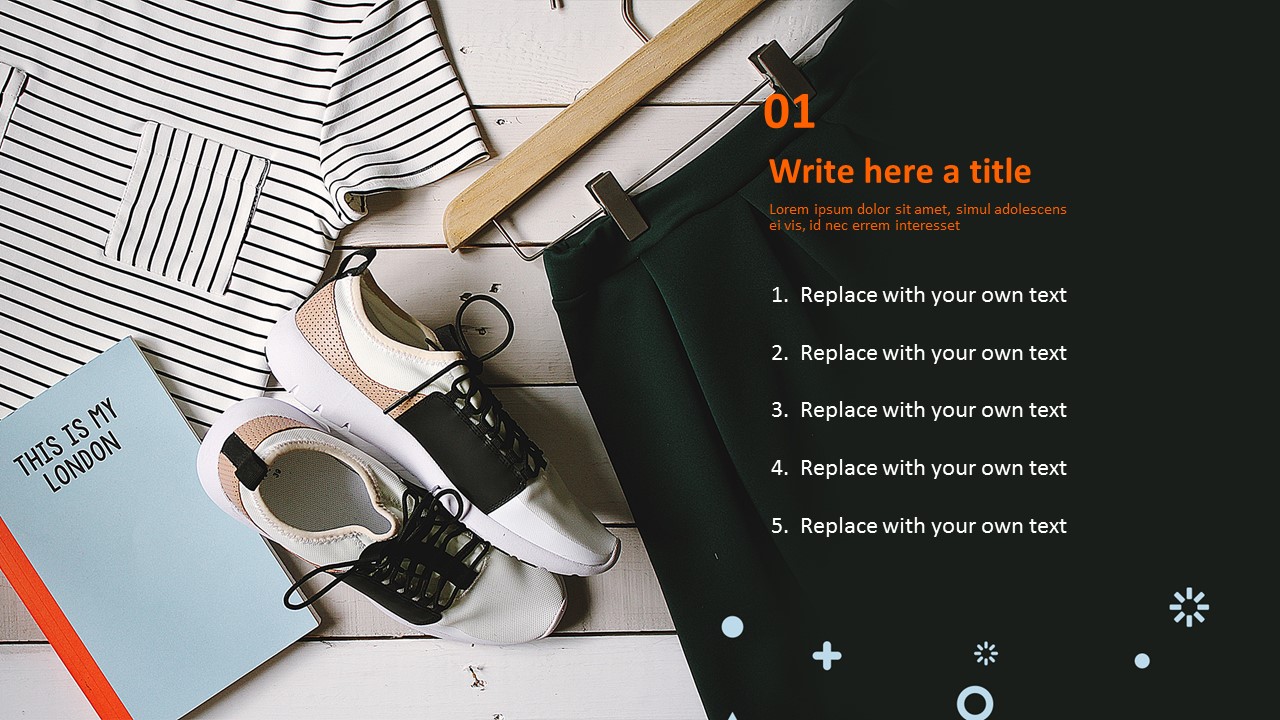 THIS IS MY
LONDON
01
Write here a title
Lorem ipsum dolor sit amet, simul adolescens
ei vis, id nec errem interesset
1. Replace with your own text
2. Replace with your own text
3. Replace with your own text
4. Replace with your own text
5. Replace with your own text